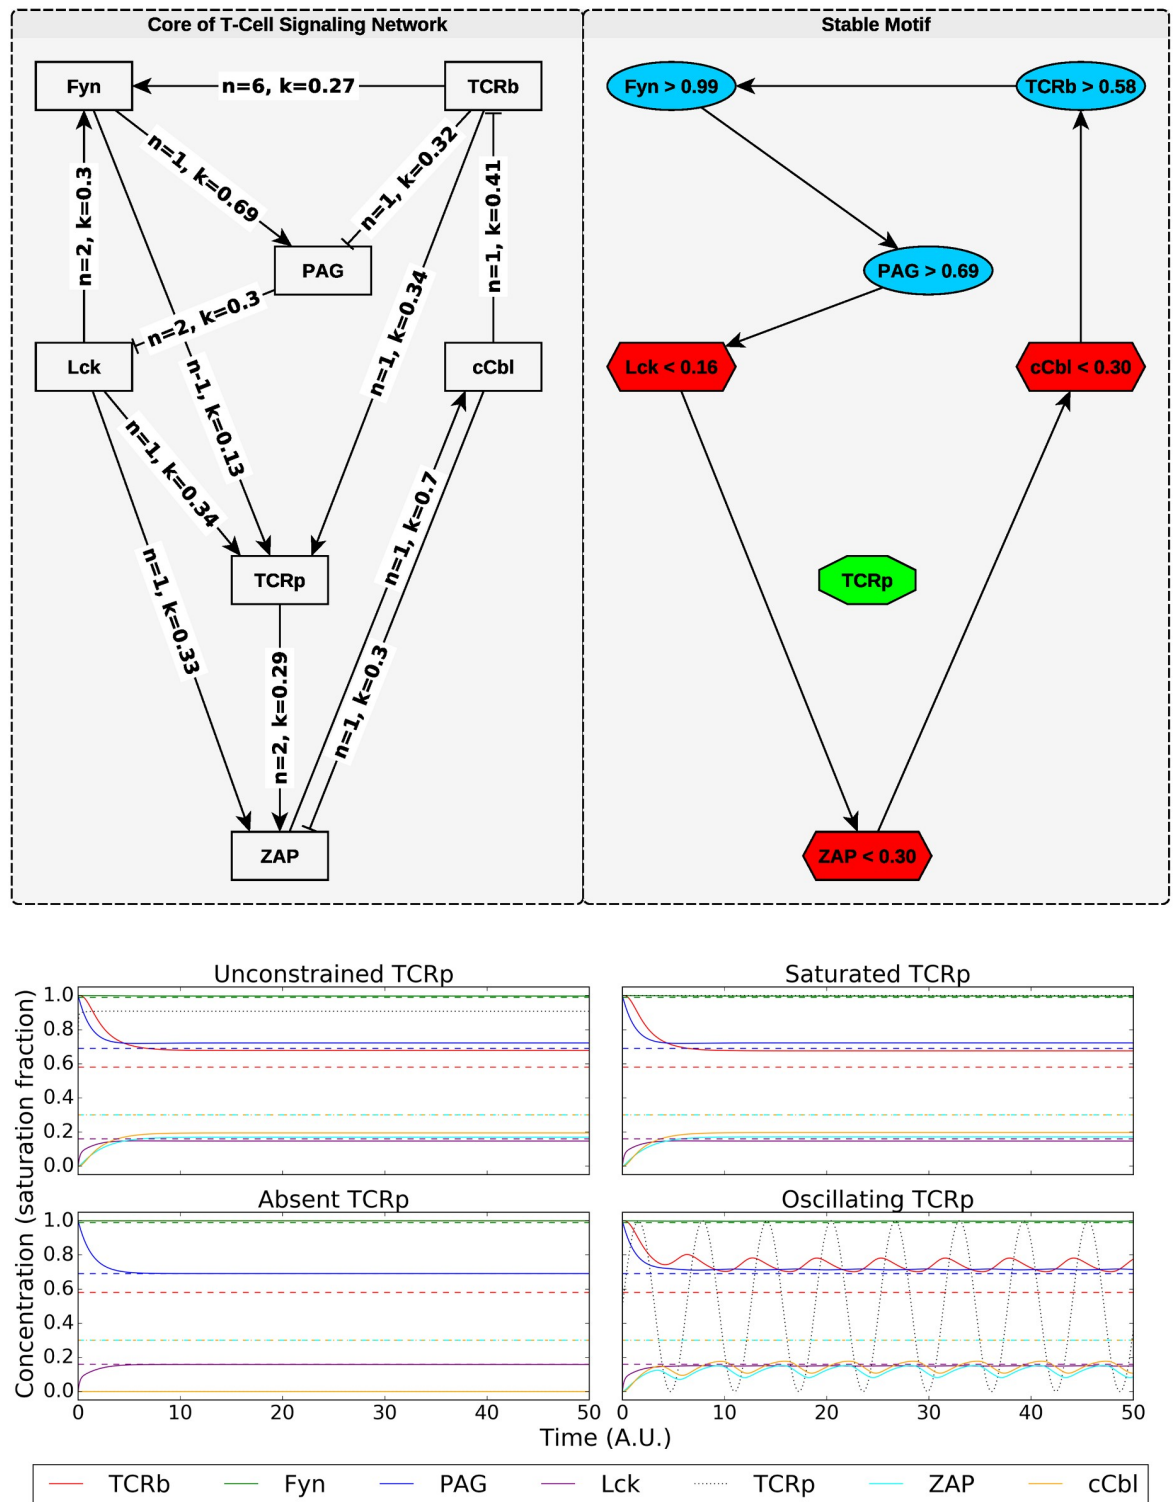 Core of T-Cell Signaling Network
Stable Motif
Fyn
n=6, k=0.27
TCRb
Fyn > 0.99
TCRb > 0.58
n=2, k=0.3
n=1, k=0.69
n=1, k=0.32
n=1, k=0.41
PAG
PAG > 0.69
n=2, k=0.3
n=1, k=0.34
Lck
cCbl
Lck < 0.16
cCbl < 0.30
n-1, k=0.13
n=1, k=0.34
n=1, k=0.7
TCRp
TCRp
n=1, k=0.33
n=2, k=0.29
n=1, k=0.3
ZAP
ZAP < 0.30
Concentration (saturation fraction)
Unconstrained TCRp
Saturated TCRp
1.0
0.8
0.6
0.4
0.2
0.0
Absent TCRp
Oscillating TCRp
1.0
0.8
0.6
0.4
0.2
0.0
0 10 20 30 40 50
0 10 20 30 40 50
Time (A.U.)
TCRb Fyn PAG Lck TCRp ZAP cCbl